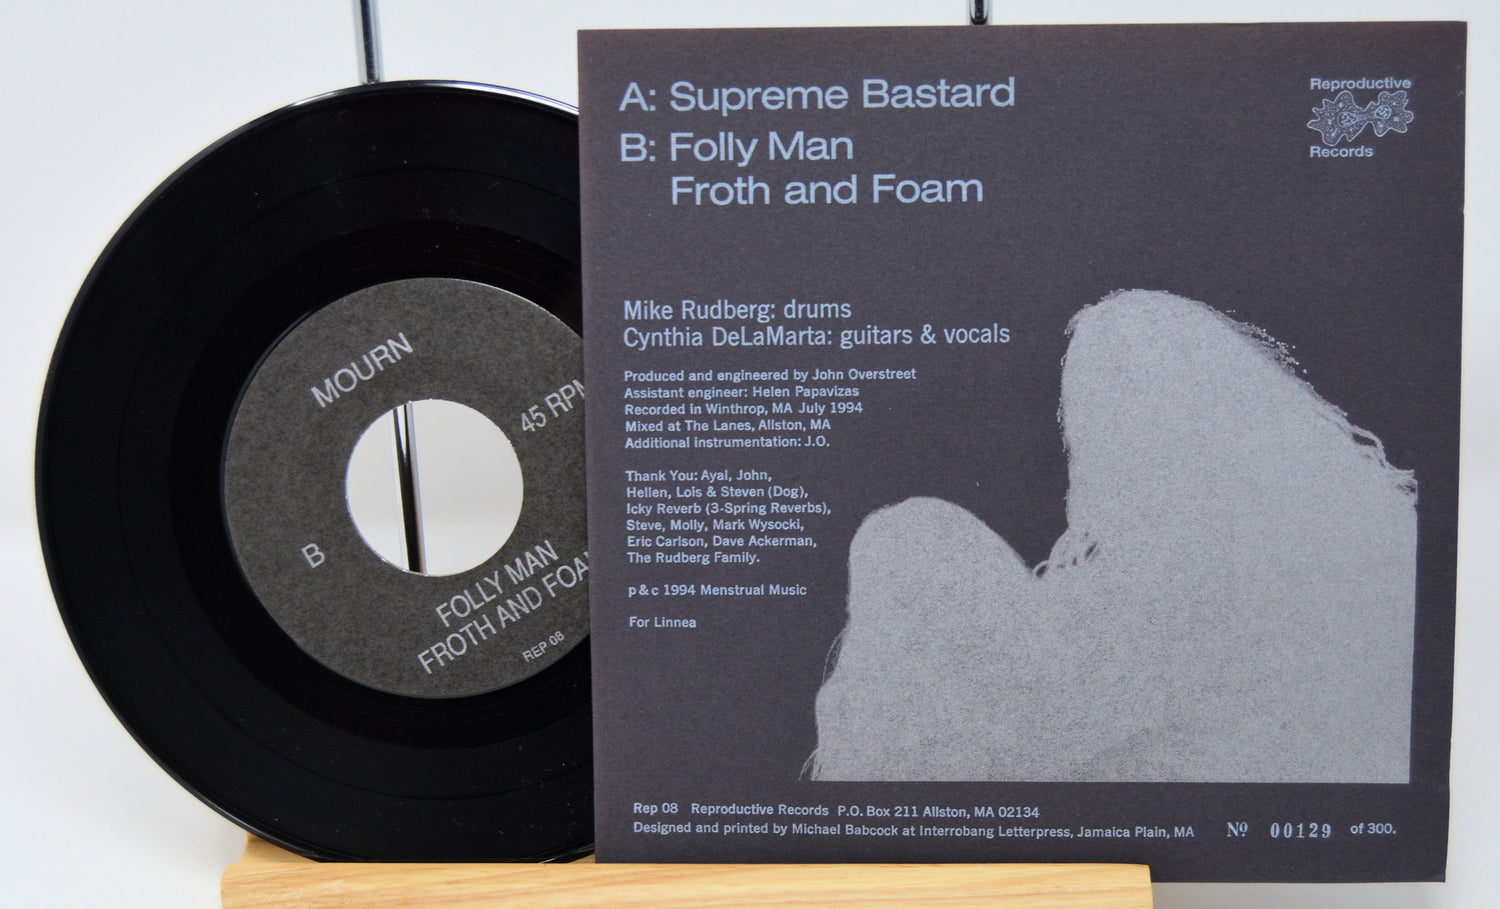 MOURN
45 RPM
B
FOLLY MAN
FROTH AND FOA
REP 08
A: Supreme Bastard
B: Folly Man
Froth and Foam
Reproductive
Records
Mike Rudberg: drums
Cynthia DeLaMarta: guitars & vocals
Produced and engineered by John Overstreet
Assistant engineer: Helen Papavizas
Recorded in Winthrop, MA July 1994
Mixed at The Lanes, Allston, MA
Additional instrumentation: J.O.
Thank You: Ayal, John,
Hellen, Lois & Steven (Dog),
Icky Reverb (3-Spring Reverbs),
Steve, Molly, Mark Wysocki,
Eric Carlson, Dave Ackerman,
The Rudberg Family.
p & c 1994 Menstrual Music
For Linnea
Rep 08 Reproductive Records P.O. Box 211 Allston, MA 02134
Designed and printed by Michael Babcock at Interrobang Letterpress, Jamaica Plain, MA Nº 00129 of 300.